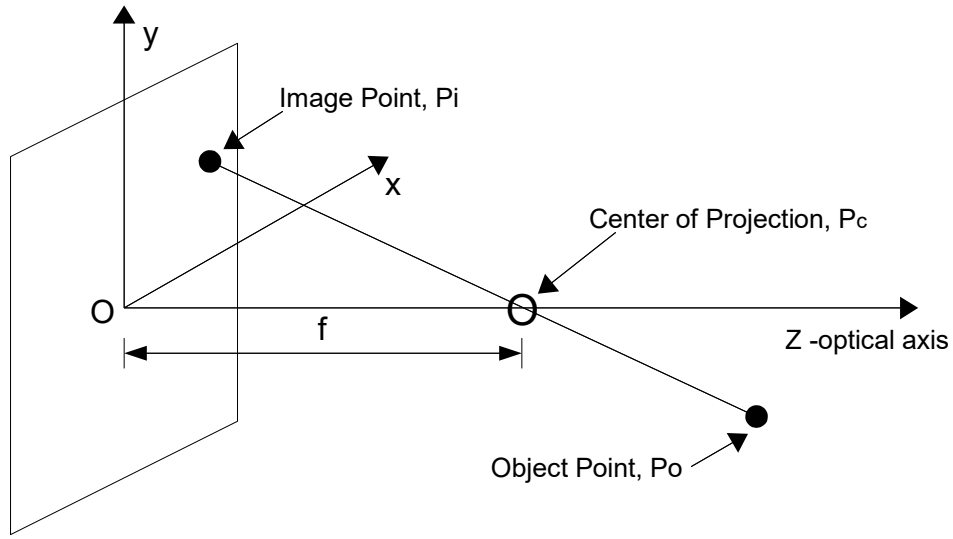 y
Image Point, Pi
x
Center of Projection, Pc
O
O
f
Z -optical axis
Object Point, Po